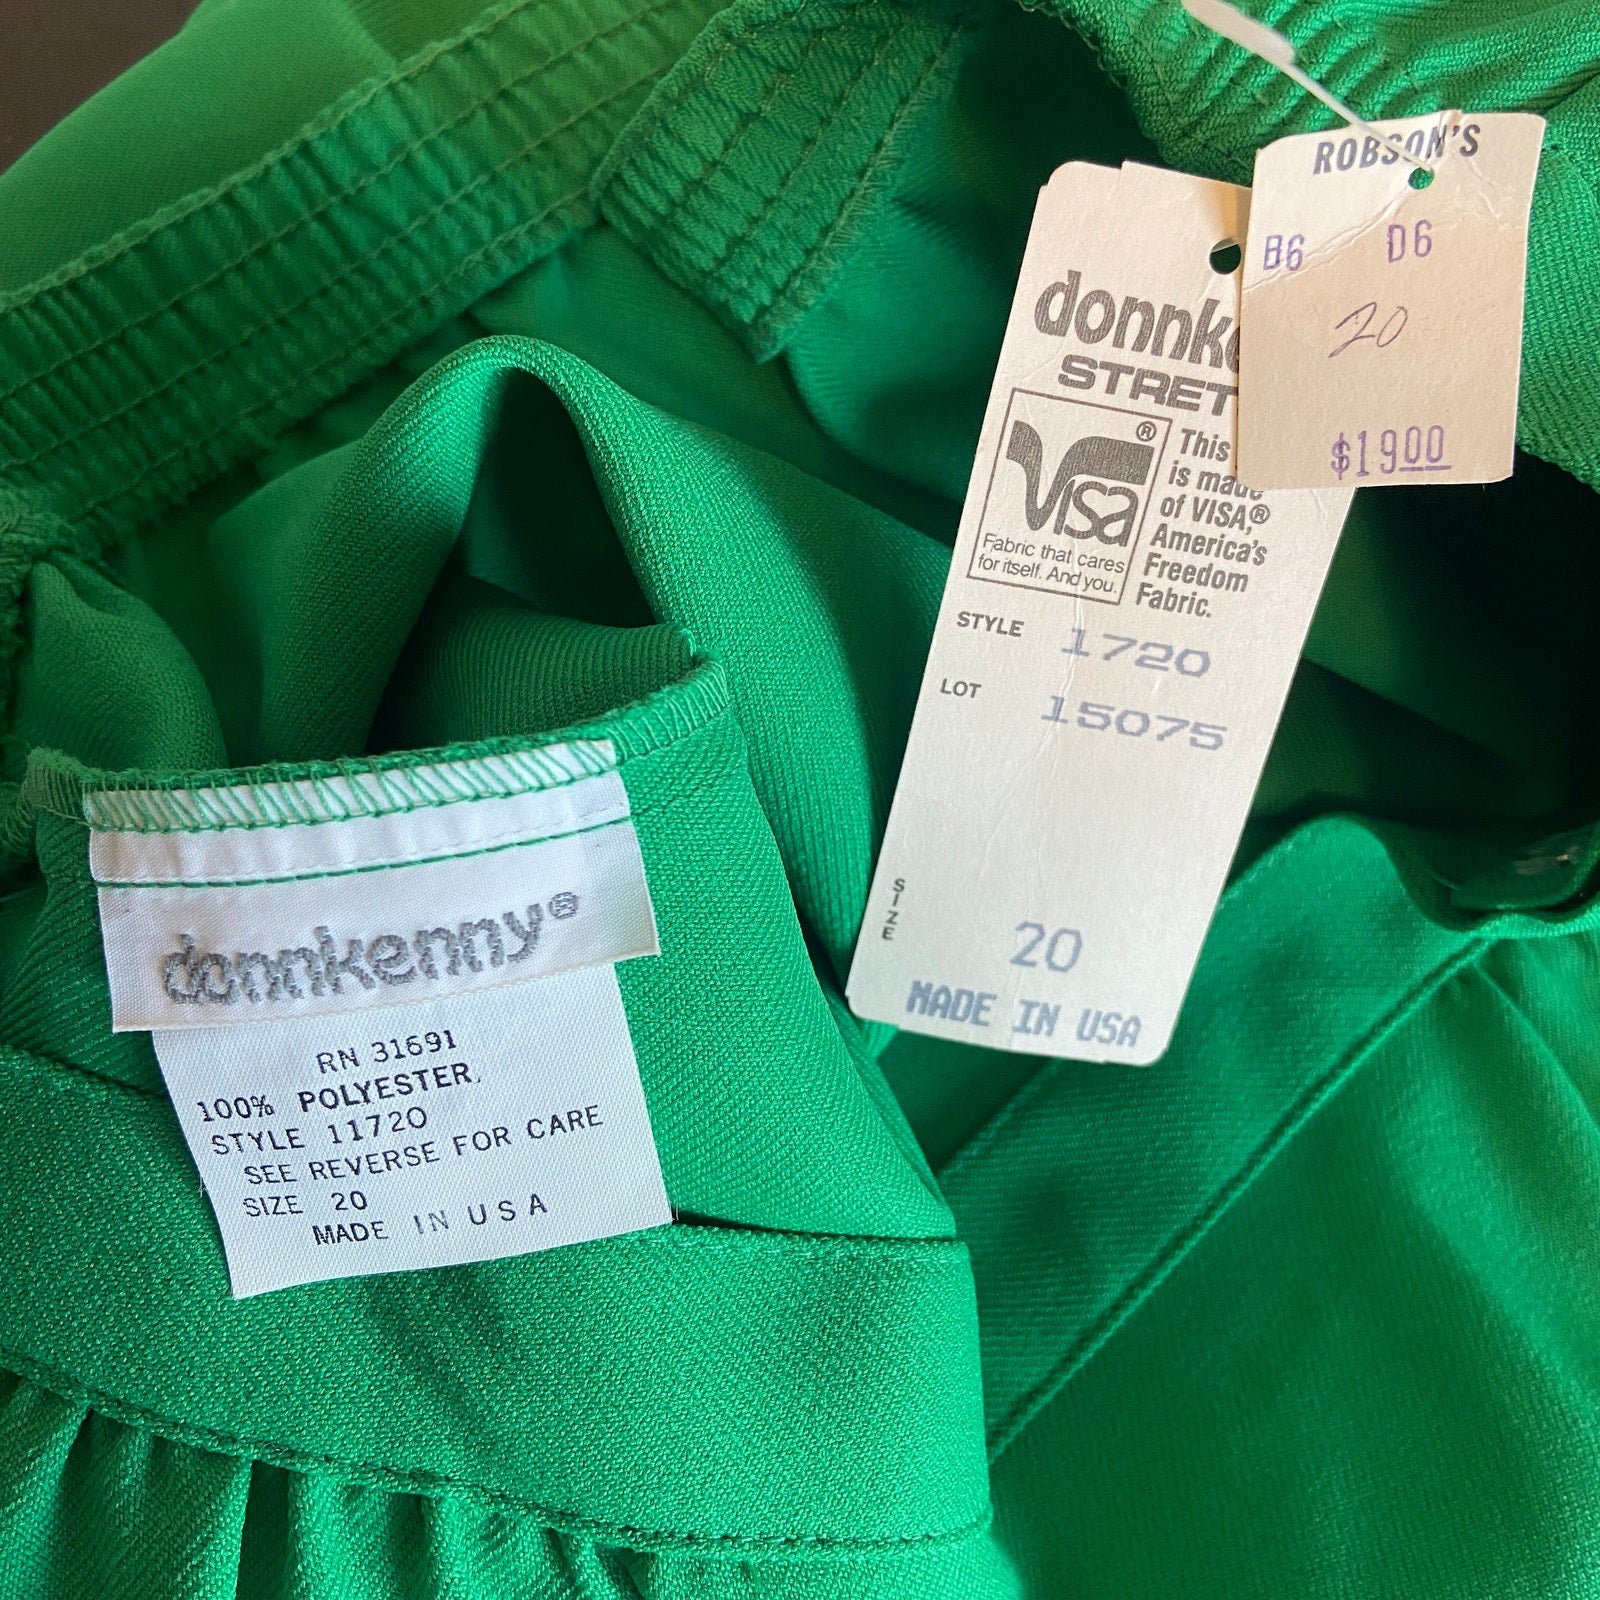 ROBSON'S
B6 D6
20
$19.00
donnke
STRET
VISA®
Fabric that cares
for itself. And you.
This
is made
of VISA,®
America's
Freedom
Fabric.
STYLE 1720
LOT 15075
SIZE 20
MADE IN USA
donnkenny®
RN 31691
100% POLYESTER
STYLE 11720
SEE REVERSE FOR CARE
SIZE 20
MADE IN USA